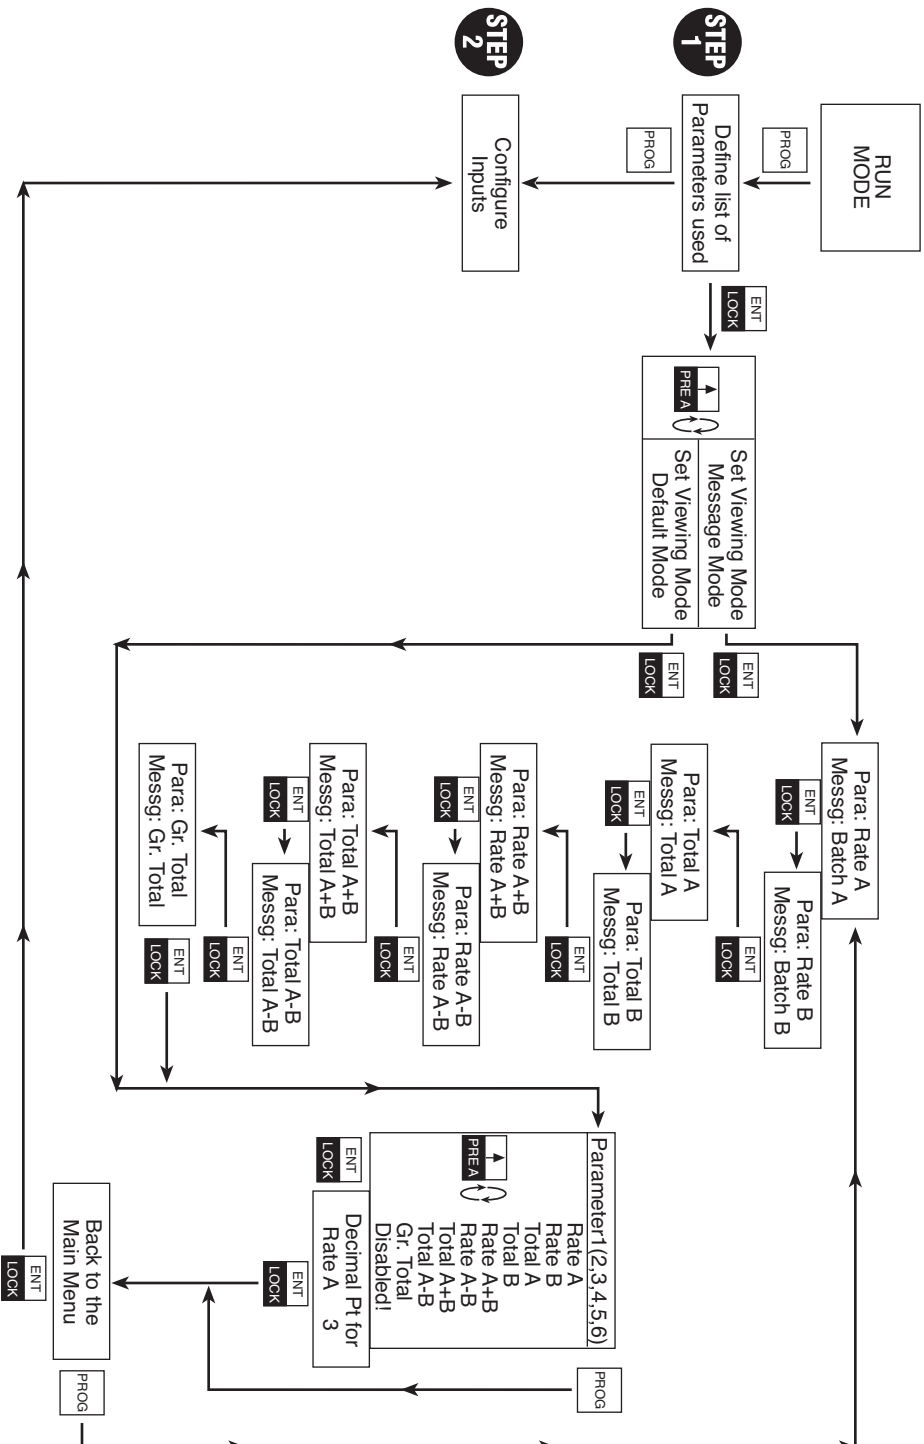 RUN
MODE
PROG
STEP
1
Define list of
Parameters used
ENT
LOCK
PRE A
Set Viewing Mode
Message Mode
Set Viewing Mode
Default Mode
ENT
LOCK
ENT
LOCK
PROG
STEP
2
Configure
Inputs
Para: Rate A
Messg: Batch A
ENT
LOCK
Para: Rate B
Messg: Batch B
ENT
LOCK
Para: Total A
Messg: Total A
ENT
LOCK
Para: Total B
Messg: Total B
ENT
LOCK
Para: Rate A+B
Messg: Rate A+B
ENT
LOCK
Para: Rate A-B
Messg: Rate A-B
ENT
LOCK
Para: Total A+B
Messg: Total A+B
ENT
LOCK
Para: Total A-B
Messg: Total A-B
ENT
LOCK
Para: Gr. Total
Messg: Gr. Total
ENT
LOCK
Parameter1(2,3,4,5,6)
PRE A
Rate A
Rate B
Total A
Total B
Rate A+B
Rate A-B
Total A+B
Total A-B
Gr. Total
Disabled!
PROG
ENT
LOCK
Decimal Pt for
Rate A 3
ENT
LOCK
Back to the
Main Menu
PROG
ENT
LOCK